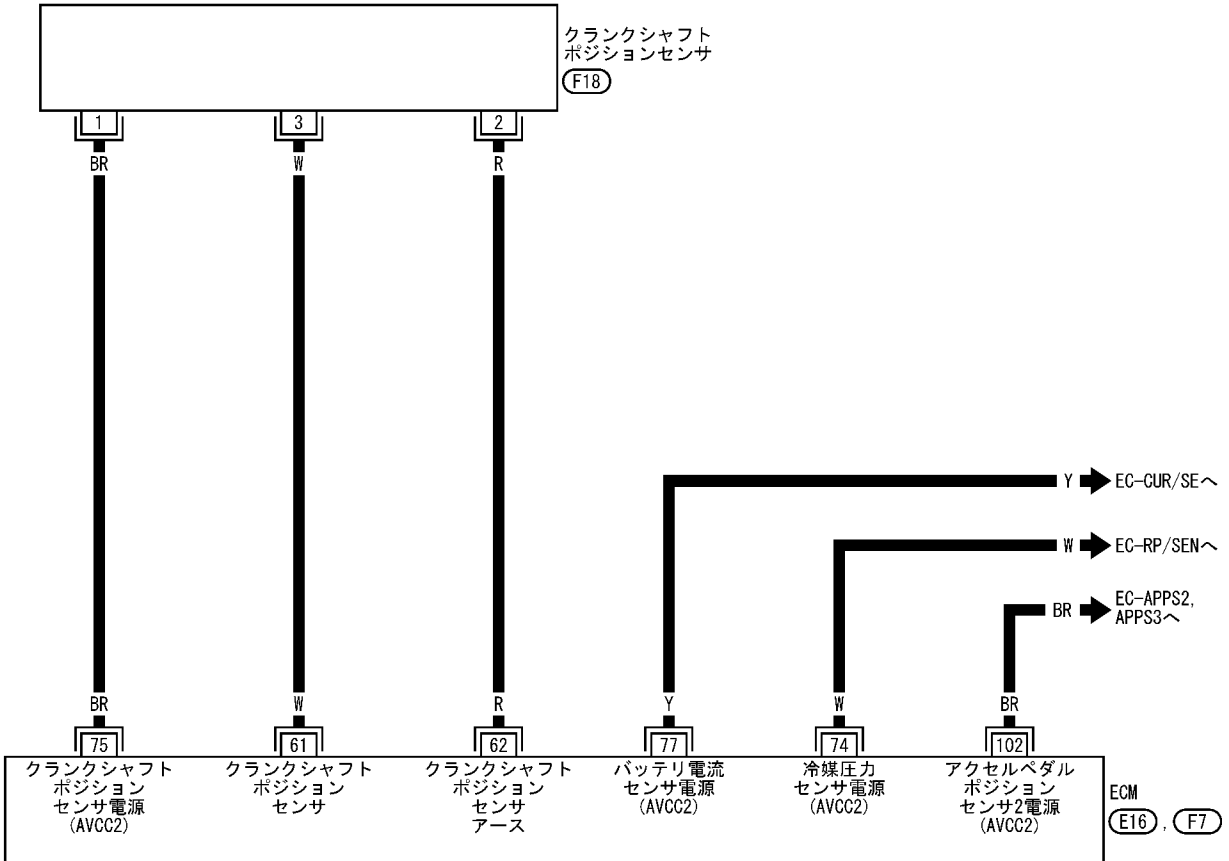 クランクシャフト
ポジションセンサ
F18
1
3
2
BR
W
R
Y
EC-CUR/SEへ
W
EC-RP/SENへ
BR
EC-APPS2,
APPS3へ
BR
W
R
Y
W
BR
75
61
62
77
74
102
クランクシャフト
ポジション
センサ電源
(AVCC2)
クランクシャフト
ポジション
センサ
クランクシャフト
ポジション
センサ
アース
バッテリ電流
センサ電源
(AVCC2)
冷媒圧力
センサ電源
(AVCC2)
アクセルペダル
ポジション
センサ2電源
(AVCC2)
ECM
E16 , F7